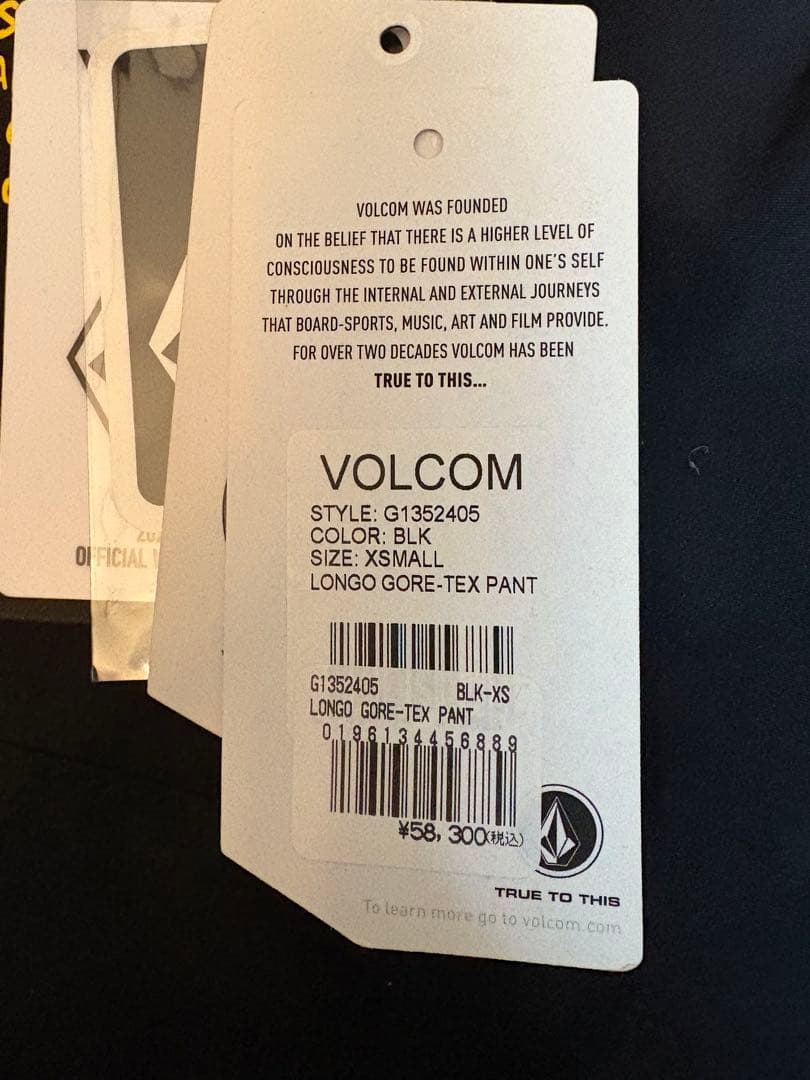 VOLCOM WAS FOUNDED
ON THE BELIEF THAT THERE IS A HIGHER LEVEL OF
CONSCIOUSNESS TO BE FOUND WITHIN ONE'S SELF
THROUGH THE INTERNAL AND EXTERNAL JOURNEYS
THAT BOARD-SPORTS, MUSIC, ART AND FILM PROVIDE.
FOR OVER TWO DECADES VOLCOM HAS BEEN
TRUE TO THIS...
VOLCOM
STYLE: G1352405
COLOR: BLK
SIZE: XSMALL
LONGO GORE-TEX PANT
G1352405 BLK-XS
LONGO GORE-TEX PANT
0196134456889
¥58,300(税込)
TRUE TO THIS
To learn more go to volcom.com
OFFICIAL